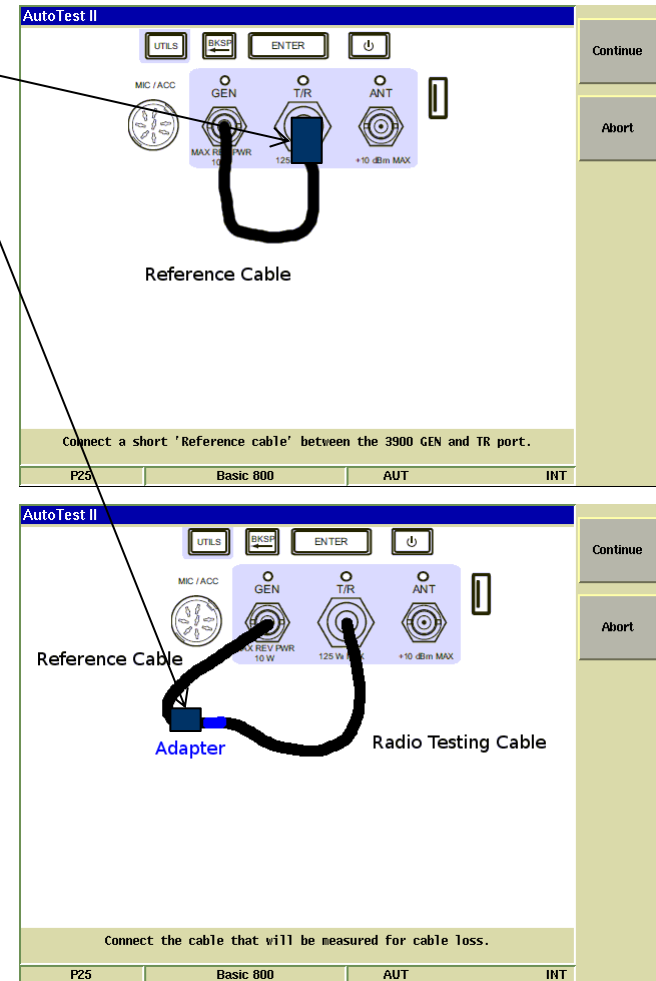 AutoTest II
Continue
Abort
UTILS
BKSP
ENTER
MIC / ACC
GEN
T/R
ANT
MAX RE PWR
10
125
+10 dBm MAX
Reference Cable
Connect a short 'Reference cable' between the 3900 GEN and TR port.
P25 Basic 800 AUT INT
AutoTest II
Continue
Abort
UTILS
BKSP
ENTER
MIC / ACC
GEN
T/R
ANT
AX REV PWR
10 W
125 W
+10 dBm MAX
Reference Cable
Adapter
Radio Testing Cable
Connect the cable that will be measured for cable loss.
P25 Basic 800 AUT INT